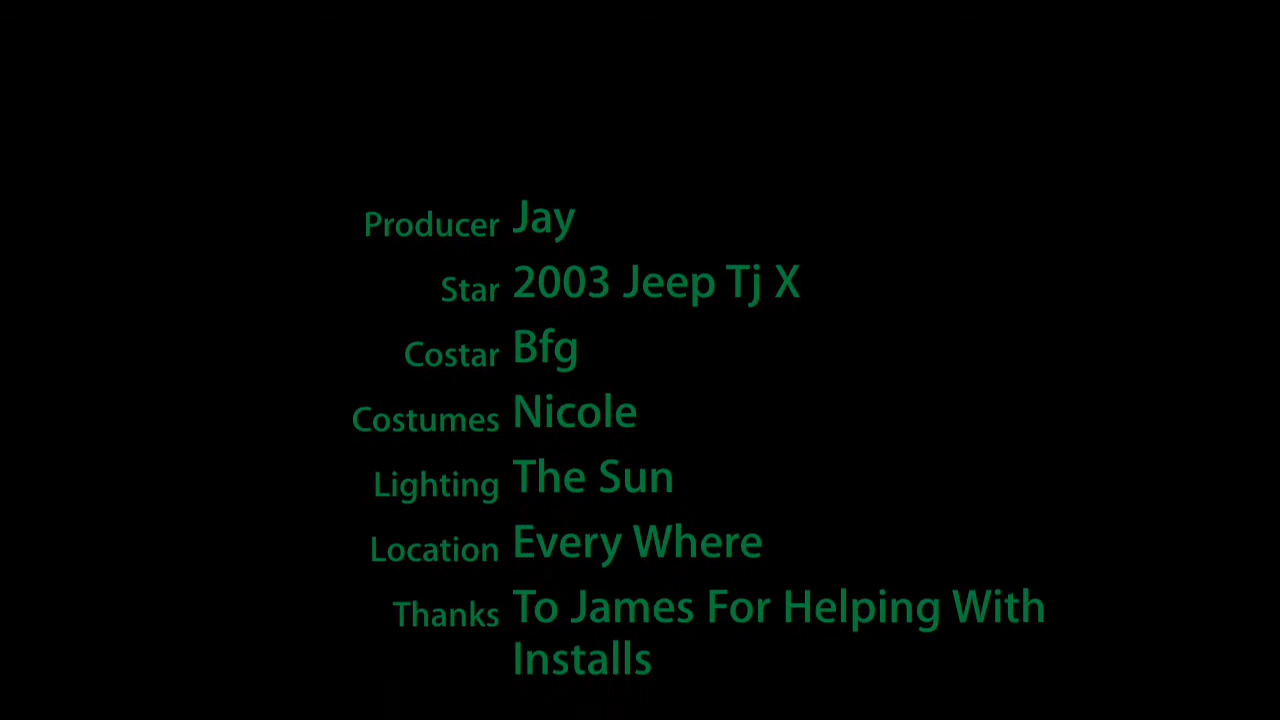 Producer Jay
Star 2003 Jeep Tj X
Costar Bfg
Costumes Nicole
Lighting The Sun
Location Every Where
Thanks To James For Helping With
Installs